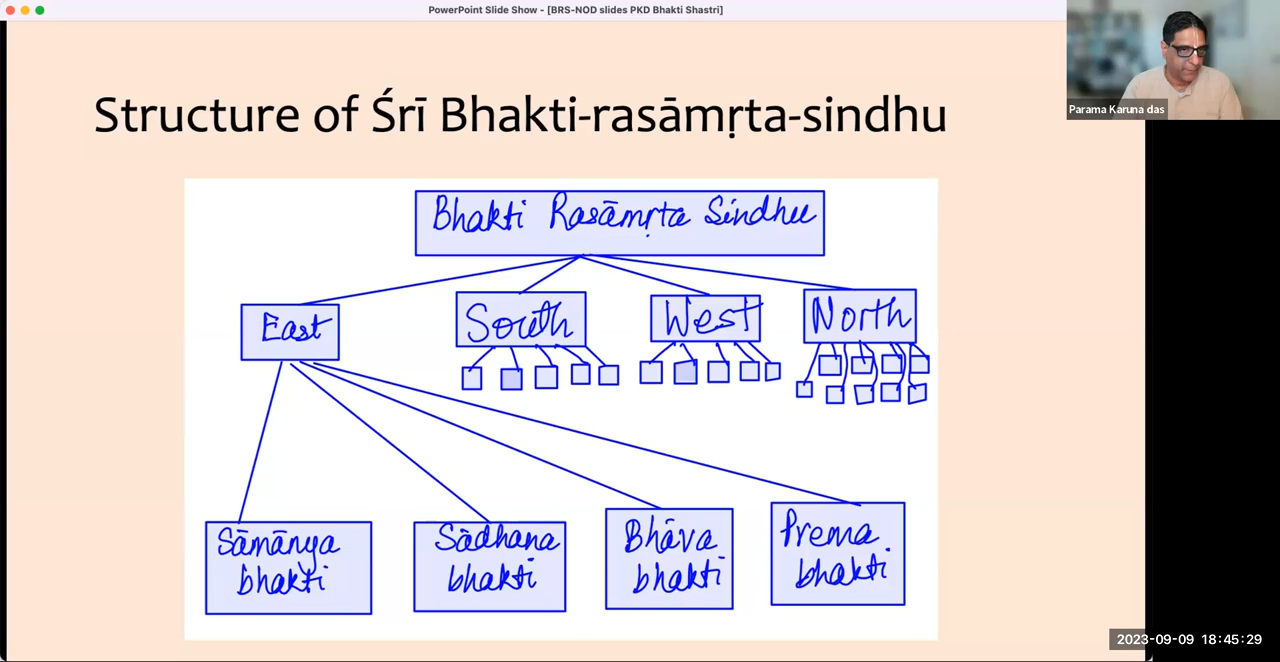 PowerPoint Slide Show - [BRS-NOD slides PKD Bhakti Shastri]
Parama Karuna das
Structure of Śrī Bhakti-rasāmṛta-sindhu
Bhakti Rasāmṛta Sindhu
East
South
West
North
Sāmānya
bhakti
Sādhana
bhakti
Bhāva
bhakti
Prema
bhakti
2023-09-09 18:45:29